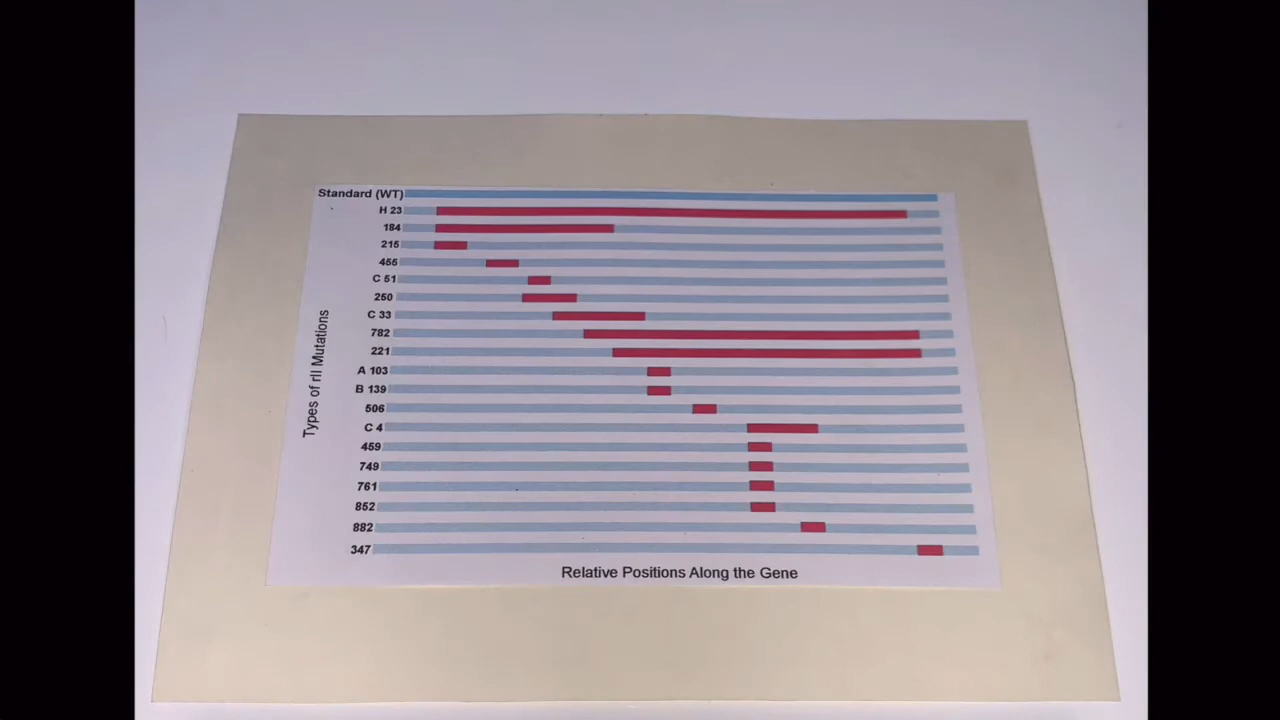 Standard (WT)
H 23
184
215
455
C 51
250
C 33
782
221
A 103
B 139
506
C 4
459
749
761
852
882
347
Types of rII Mutations
Relative Positions Along the Gene